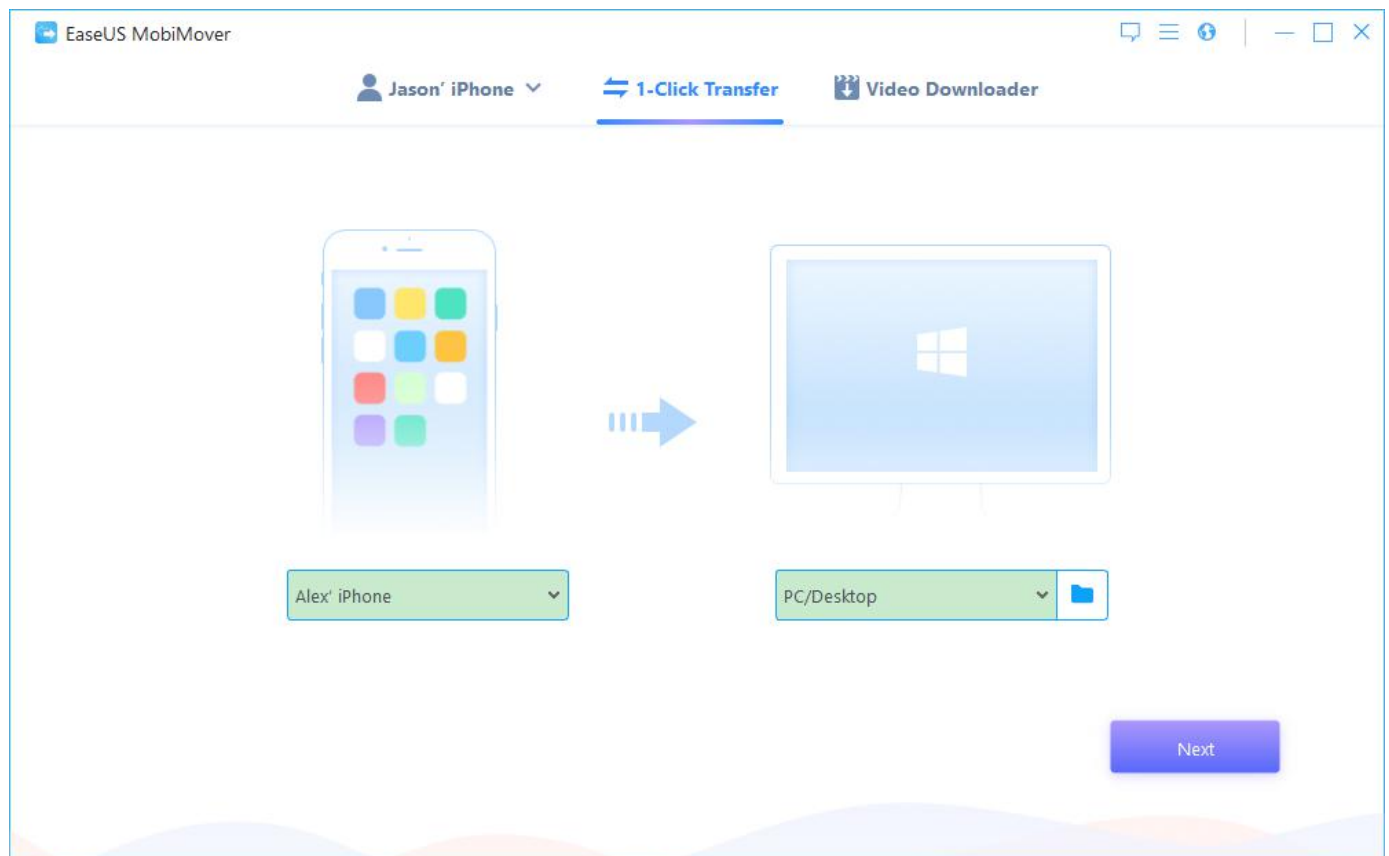 EaseUS MobiMover
Jason' iPhone
1-Click Transfer
Video Downloader
Alex' iPhone
PC/Desktop
Next